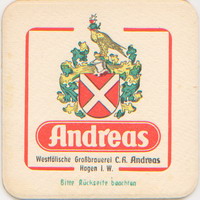 Andreas
Westfälische Großbrauerei C. A. Andreas
Hagen i. W.
Bitte Rückseite beachten